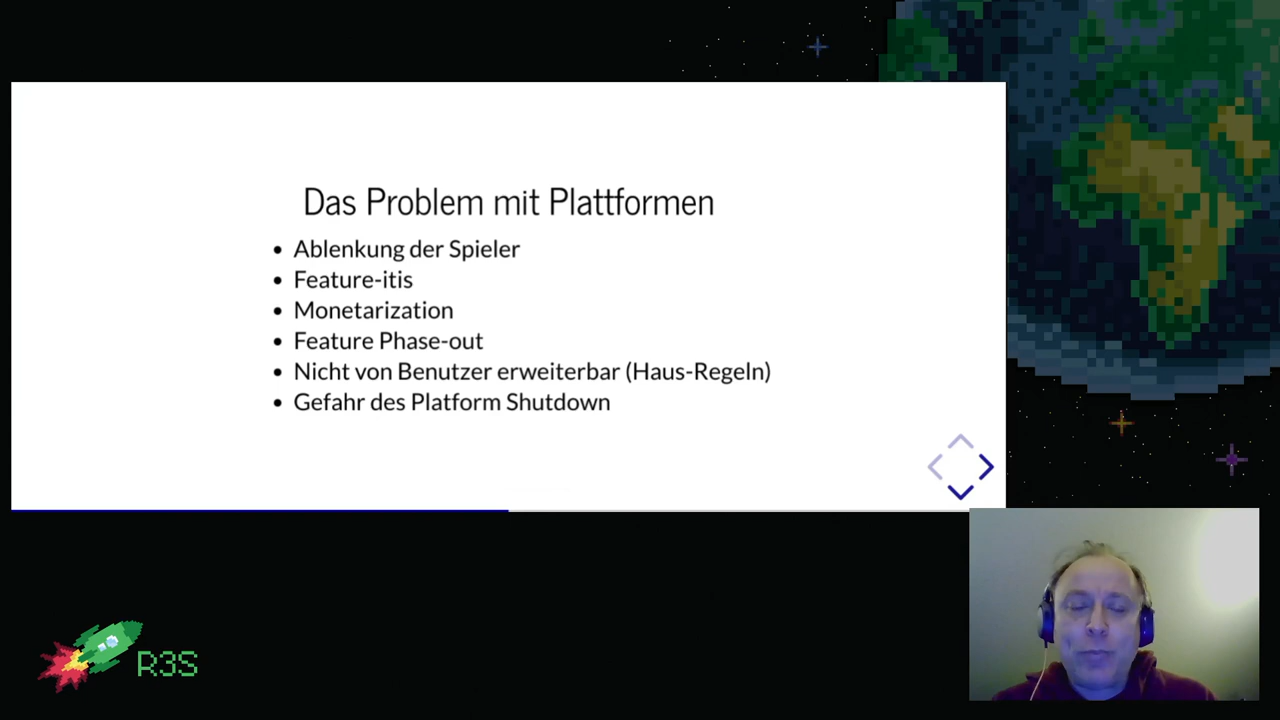 Das Problem mit Plattformen
Ablenkung der Spieler
Feature-itis
Monetarization
Feature Phase-out
Nicht von Benutzer erweiterbar (Haus-Regeln)
Gefahr des Platform Shutdown
R3S